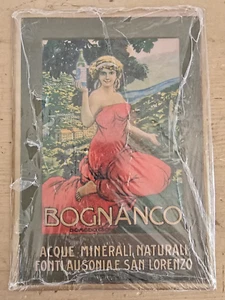 BOGNANCO
ACQUE MINERALI NATURALI
FONTI AUSONIA E SAN LORENZO